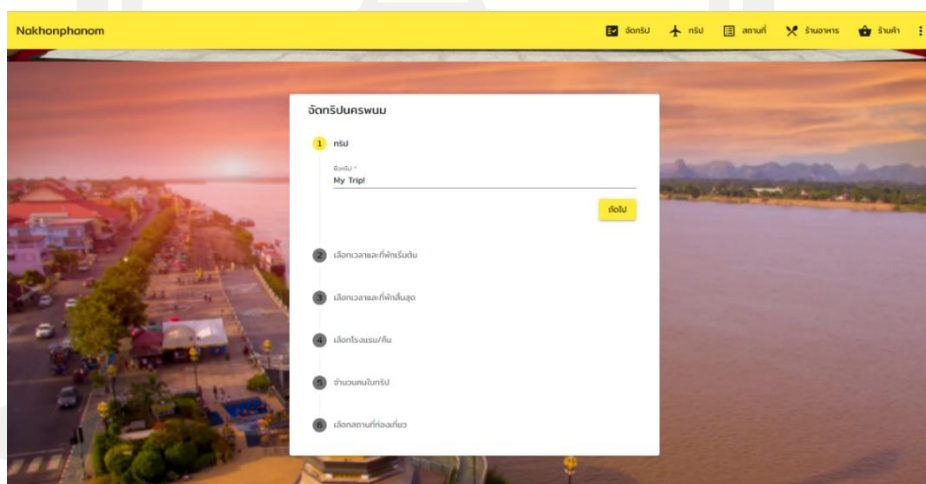 Nakhonphanom
จัดทริป ทริป สถานที่ ร้านอาหาร ร้านค้า
จัดทริปนครพนม
1 ทริป
ชื่อทริป *
My Trip!
ถัดไป
2 เลือกเวลาและที่พักเริ่มต้น
3 เลือกเวลาและที่พักสิ้นสุด
4 เลือกโรงแรม/คืน
5 จำนวนคนในทริป
6 เลือกสถานที่ท่องเที่ยว